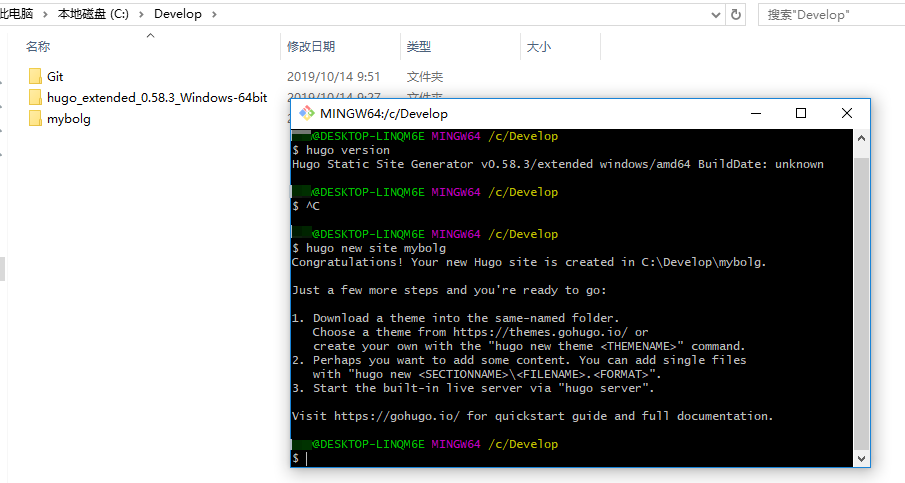 此电脑 > 本地磁盘 (C:) > Develop >
搜索"Develop"
名称 修改日期 类型 大小
Git 2019/10/14 9:51 文件夹
hugo_extended_0.58.3_Windows-64bit 2019/10/14 9:27 文件夹
mybolg
MINGW64:/c/Develop
@DESKTOP-LINQM6E MINGW64 /c/Develop
$ hugo version
Hugo Static Site Generator v0.58.3/extended windows/amd64 BuildDate: unknown
@DESKTOP-LINQM6E MINGW64 /c/Develop
$ ^C
@DESKTOP-LINQM6E MINGW64 /c/Develop
$ hugo new site mybolg
Congratulations! Your new Hugo site is created in C:\Develop\mybolg.
Just a few more steps and you're ready to go:
1. Download a theme into the same-named folder.
Choose a theme from https://themes.gohugo.io/ or
create your own with the "hugo new theme <THEMENAME>" command.
2. Perhaps you want to add some content. You can add single files
with "hugo new <SECTIONNAME>\<FILENAME>.<FORMAT>".
3. Start the built-in live server via "hugo server".
Visit https://gohugo.io/ for quickstart guide and full documentation.
@DESKTOP-LINQM6E MINGW64 /c/Develop
$